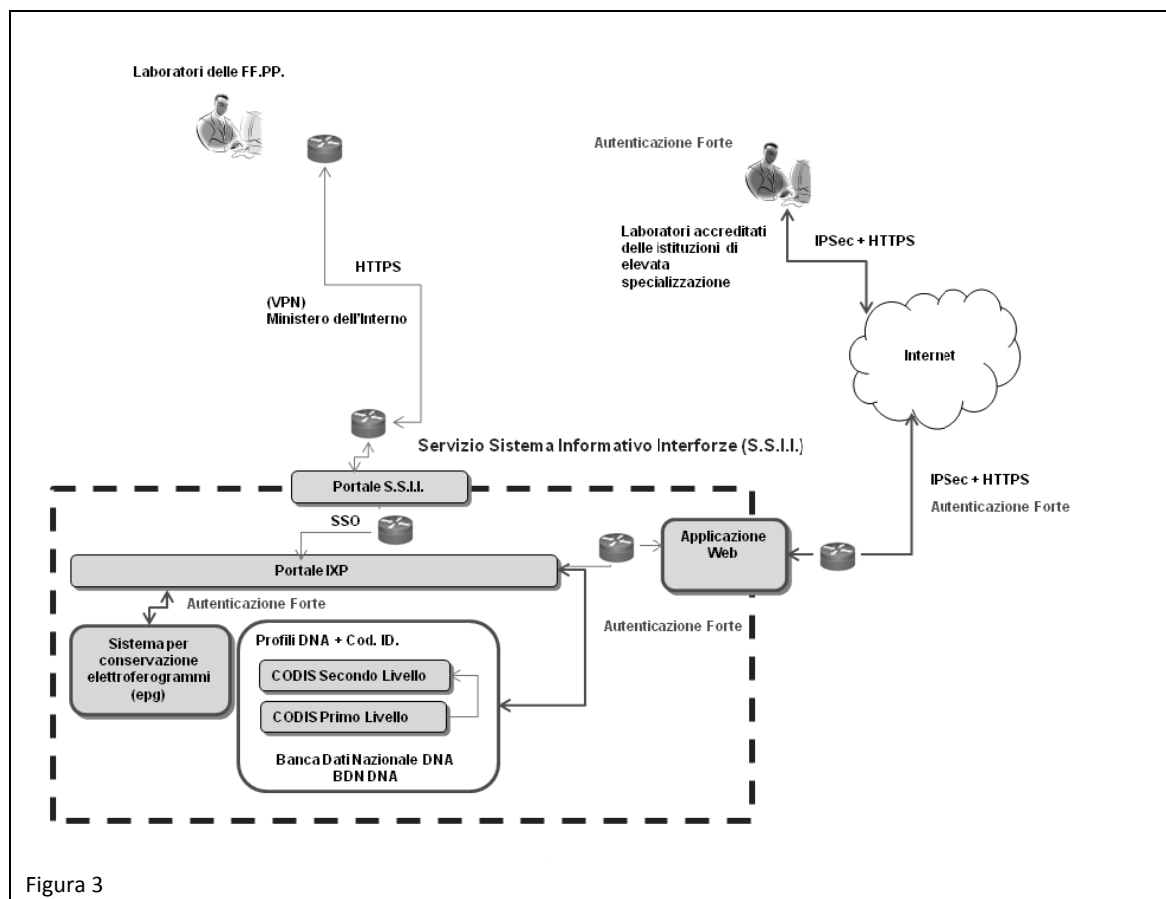 Laboratori delle FF.PP.
Autenticazione Forte
Laboratori accreditati
delle istituzioni di
elevata
specializzazione
IPSec + HTTPS
HTTPS
(VPN)
Ministero dell'Interno
Internet
Servizio Sistema Informativo Interforze (S.S.I.I.)
IPSec + HTTPS
Autenticazione Forte
Portale S.S.I.I.
SSO
Applicazione
Web
Portale IXP
Autenticazione Forte
Autenticazione Forte
Sistema per
conservazione
elettroferogrammi
(epg)
Profili DNA + Cod. ID.
CODIS Secondo Livello
CODIS Primo Livello
Banca Dati Nazionale DNA
BDN DNA
Figura 3